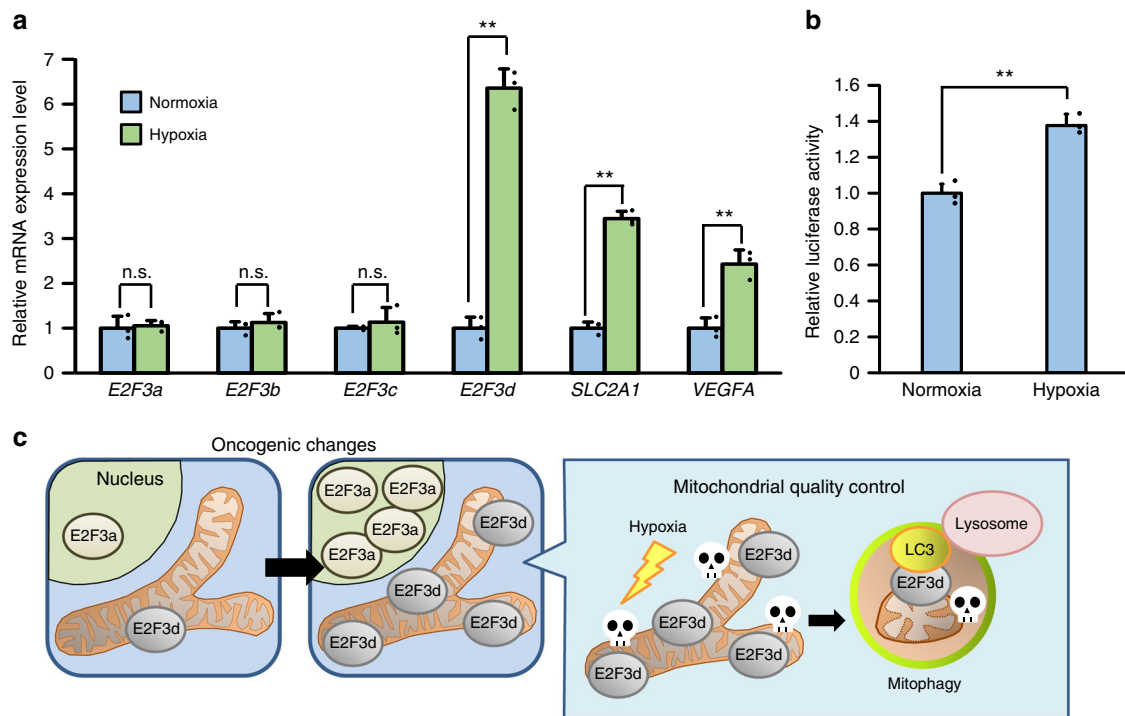 a
Relative mRNA expression level
7
6
5
4
3
2
1
0
Normoxia
Hypoxia
n.s.
n.s.
n.s.
**
**
**
E2F3a
E2F3b
E2F3c
E2F3d
SLC2A1
VEGFA
b
Relative luciferase activity
1.6
1.4
1.2
1.0
0.8
0.6
0.4
0.2
0
**
Normoxia
Hypoxia
c
Oncogenic changes
Nucleus
E2F3a
E2F3d
E2F3a
E2F3a
E2F3a
E2F3a
E2F3d
E2F3d
E2F3d
E2F3d
Mitochondrial quality control
Hypoxia
E2F3d
E2F3d
E2F3d
E2F3d
Lysosome
LC3
E2F3d
Mitophagy